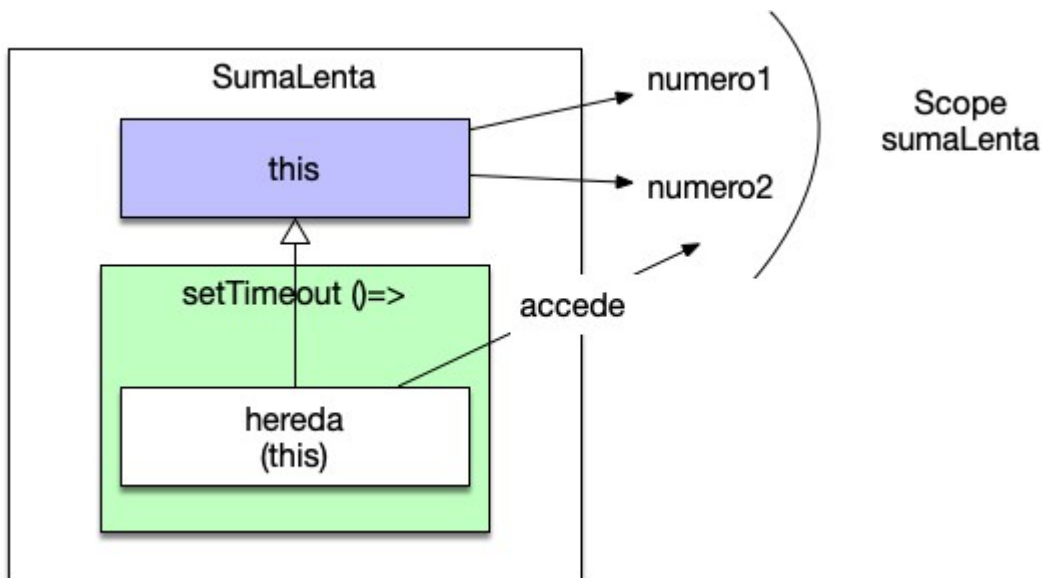 SumaLenta
numero1
Scope
sumaLenta
this
numero2
setTimeout ()=>
accede
hereda
(this)